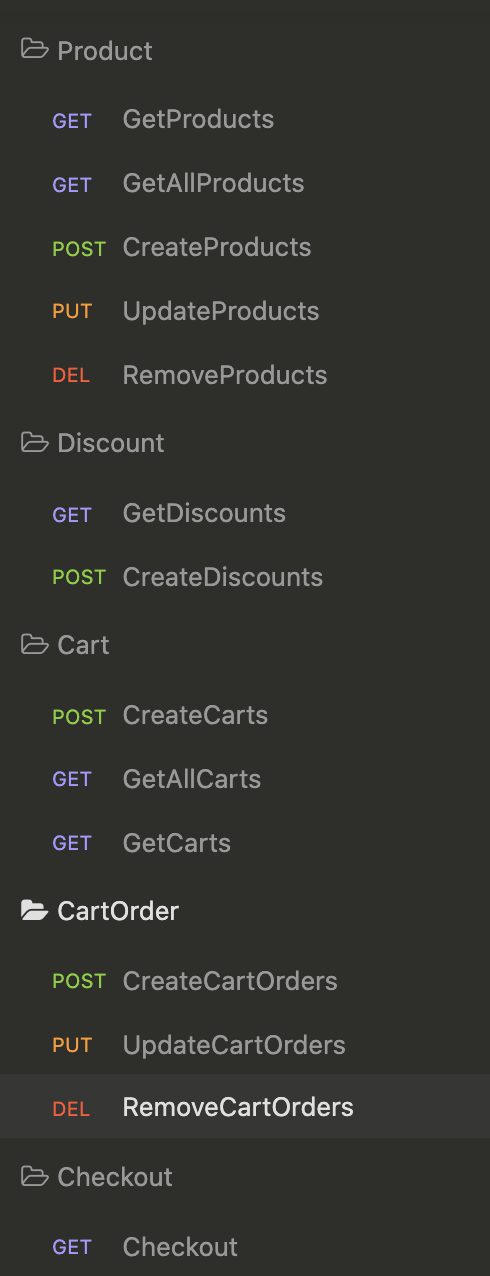 Product
GET GetProducts
GET GetAllProducts
POST CreateProducts
PUT UpdateProducts
DEL RemoveProducts
Discount
GET GetDiscounts
POST CreateDiscounts
Cart
POST CreateCarts
GET GetAllCarts
GET GetCarts
CartOrder
POST CreateCartOrders
PUT UpdateCartOrders
DEL RemoveCartOrders
Checkout
GET Checkout